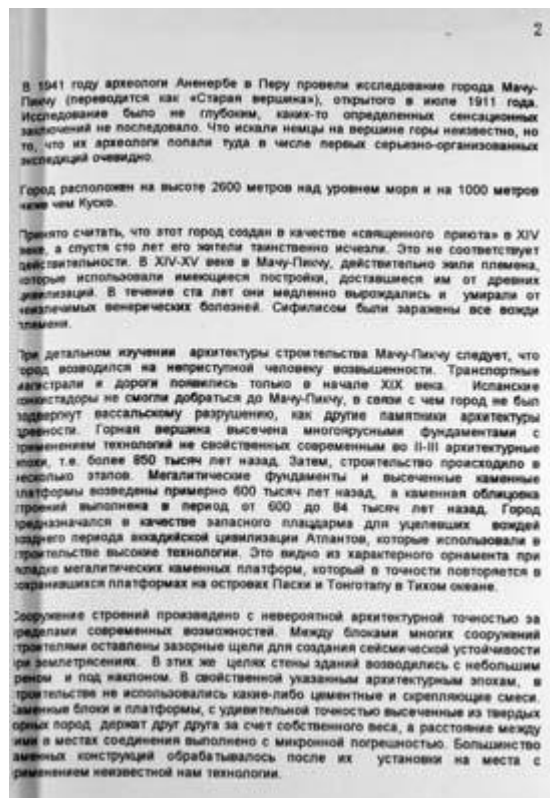 2
В 1941 году археологи Аненербе в Перу провели исследование города Мачу-
Пикчу (переводится как «Старая вершина»), открытого в июле 1911 года.
Исследование было не глубоким, каких-то определенных сенсационных
заключений не последовало. Что искали немцы на вершине горы неизвестно, но
то, что их археологи попали туда в числе первых серьезно-организованных
экспедиций очевидно.
Город расположен на высоте 2600 метров над уровнем моря и на 1000 метров
ниже чем Куско.
Принято считать, что этот город создан в качестве «священного приюта» в XIV
веке, а спустя сто лет его жители таинственно исчезли. Это не соответствует
действительности. В XIV-XV веке в Мачу-Пикчу, действительно жили племена,
которые использовали имеющиеся постройки, доставшиеся им от древних
цивилизаций. В течение ста лет они медленно вырождались и умирали от
неизлечимых венерических болезней. Сифилисом были заражены все вожди
племени.
При детальном изучении архитектуры строительства Мачу-Пикчу следует, что
город возводился на неприступной человеку возвышенности. Транспортные
магистрали и дороги появились только в начале XIX века. Испанские
конкистадоры не смогли добраться до Мачу-Пикчу, в связи с чем город не был
подвергнут вассальскому разрушению, как другие памятники архитектуры
древности. Горная вершина высечена многоярусными фундаментами с
применением технологий не свойственных современным во II-III архитектурные
эпохи, т.е. более 850 тысяч лет назад. Затем, строительство происходило в
несколько этапов. Мегалитические фундаменты и высеченные каменные
платформы возведены примерно 600 тысяч лет назад, а каменная облицовка
строений выполнена в период от 600 до 84 тысяч лет назад. Город
предназначался в качестве запасного плацдарма для уцелевших вождей
позднего периода аккадийской цивилизации Атлантов, которые использовали в
строительстве высокие технологии. Это видно из характерного орнамента при
укладке мегалитических каменных платформ, который в точности повторяется в
сохранившихся платформах на островах Пасхи и Тонготапу в Тихом океане.
Сооружение строений произведено с невероятной архитектурной точностью за
пределами современных возможностей. Между блоками многих сооружений
строителями оставлены зазорные щели для создания сейсмической устойчивости
при землетрясениях. В этих же целях стены зданий возводились с небольшим
креном и под наклоном. В свойственной указанным архитектурным эпохам, в
строительстве не использовались какие-либо цементные и скрепляющие смеси.
Каменные блоки и платформы, с удивительной точностью высеченные из твердых
горных пород держат друг друга за счет собственного веса, а расстояние между
ними в местах соединения выполнено с микронной погрешностью. Большинство
каменных конструкций обрабатывалось после их установки на места с
применением неизвестной нам технологии.